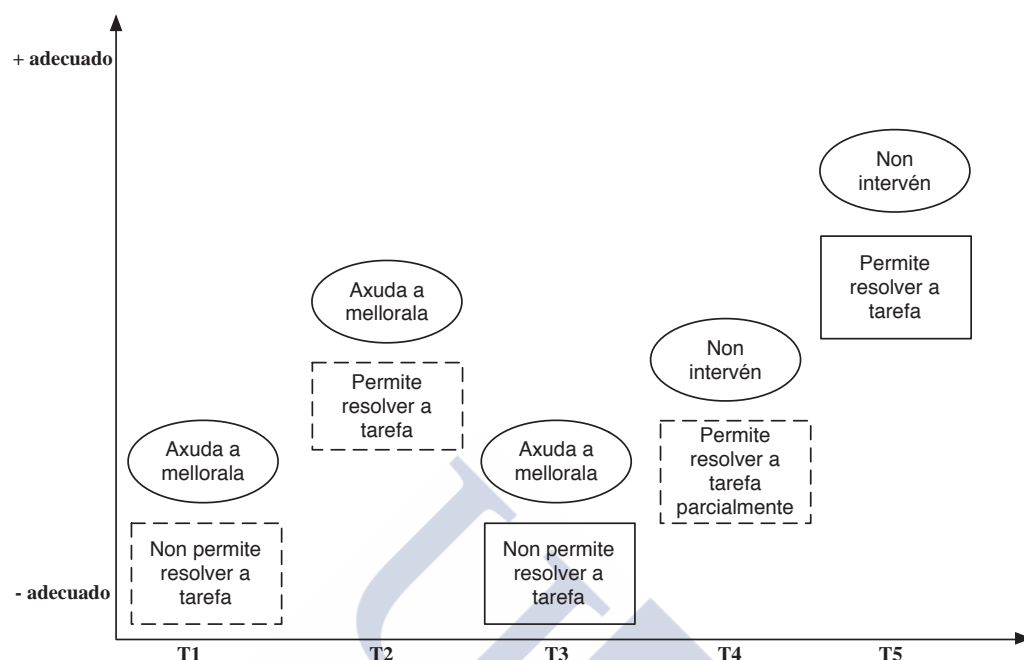 + adecuado
Non
intervén
Permite
resolver a
tarefa
Axuda a
mellorala
Permite
resolver a
tarefa
Non
intervén
Permite
resolver a
tarefa
parcialmente
Axuda a
mellorala
Non permite
resolver a
tarefa
Axuda a
mellorala
Non permite
resolver a
tarefa
- adecuado
T1 T2 T3 T4 T5